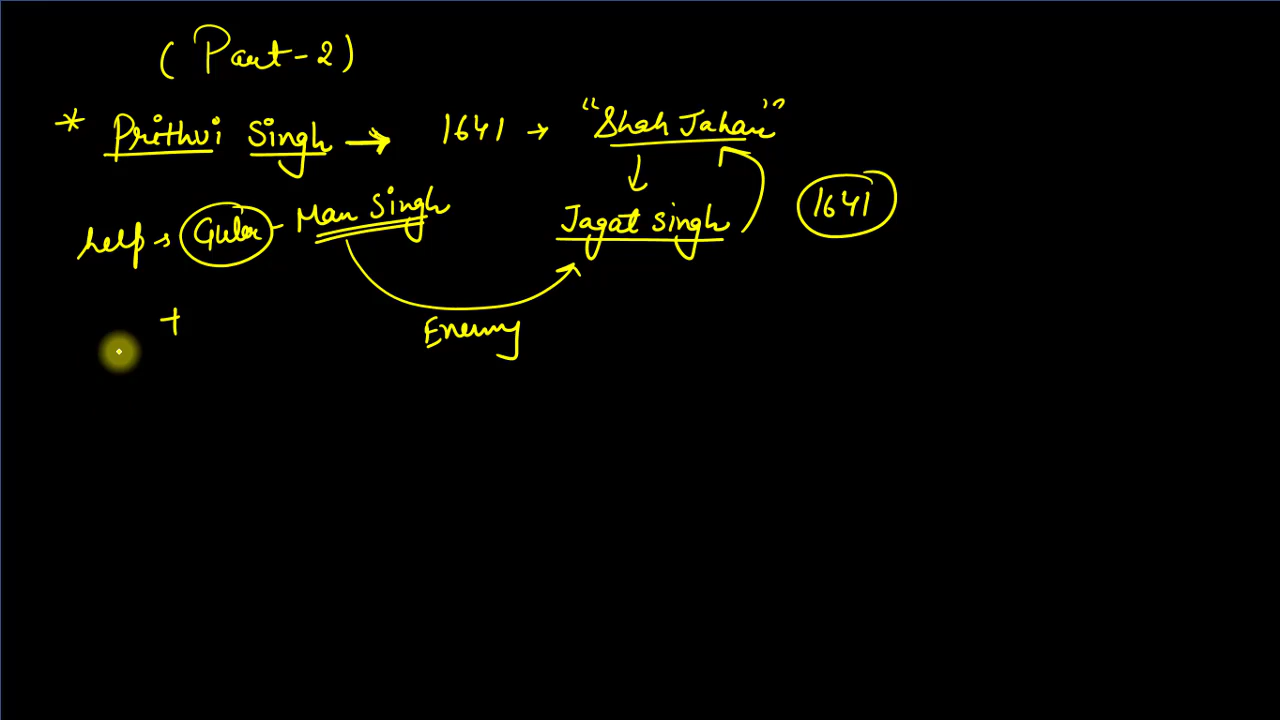 (Part-2)
* Prithvi Singh → 1641 → "Shah Jahan"
↓
help → Guler - Man Singh Jagat Singh 1641
Enemy
+